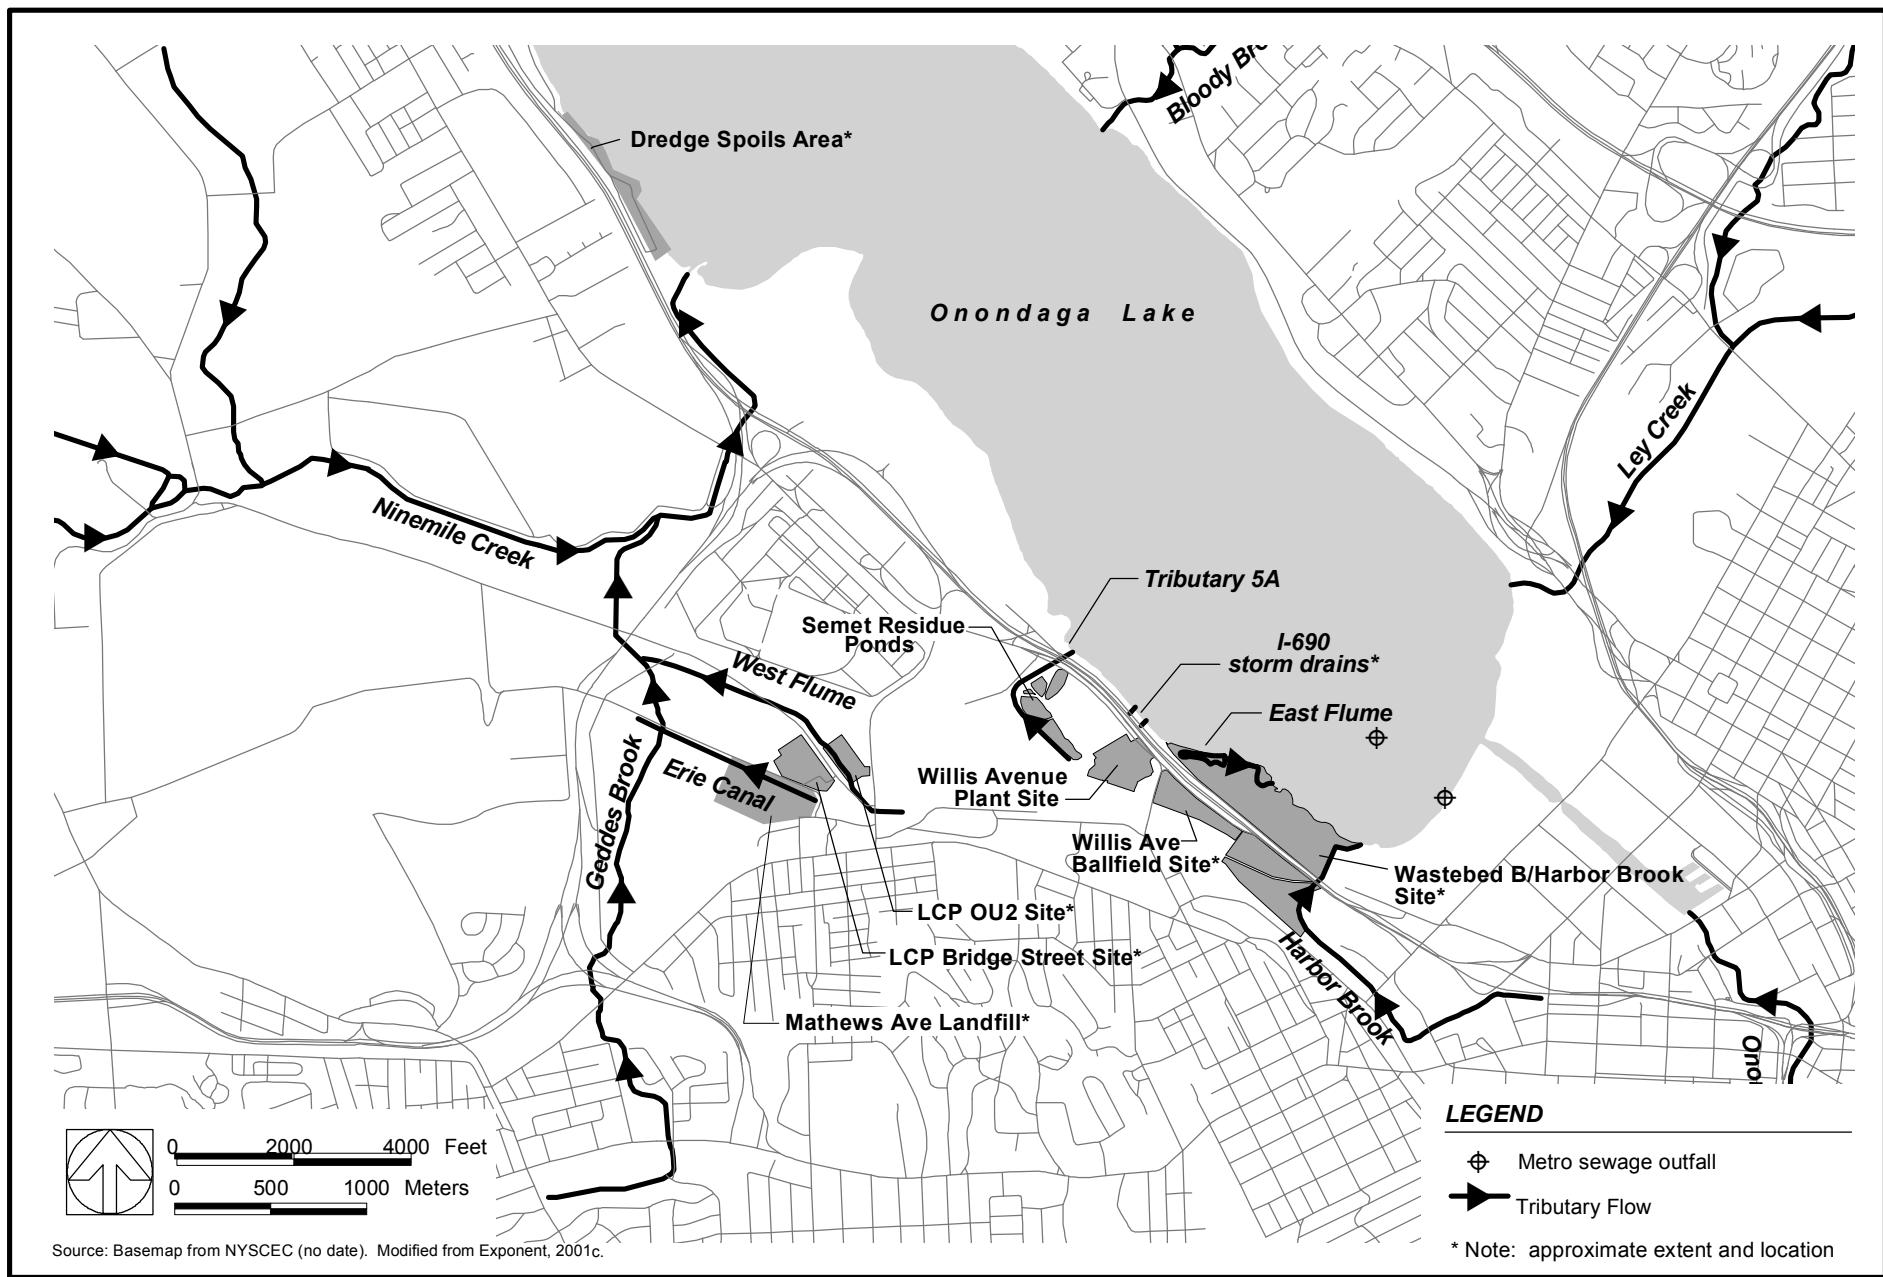 Bloody Bro
Dredge Spoils Area*
Onondaga Lake
Ley Creek
Ninemile Creek
Tributary 5A
Semet Residue
Ponds
I-690
storm drains*
West Flume
East Flume
Geddes Brook
Erie Canal
Willis Avenue
Plant Site
Willis Ave
Ballfield Site*
Wastebed B/Harbor Brook
Site*
LCP OU2 Site*
LCP Bridge Street Site*
Harbor Brook
Mathews Ave Landfill*
Ono
LEGEND
Metro sewage outfall
Tributary Flow
* Note: approximate extent and location
0 2000 4000 Feet
0 500 1000 Meters
Source: Basemap from NYSCEC (no date). Modified from Exponent, 2001c.